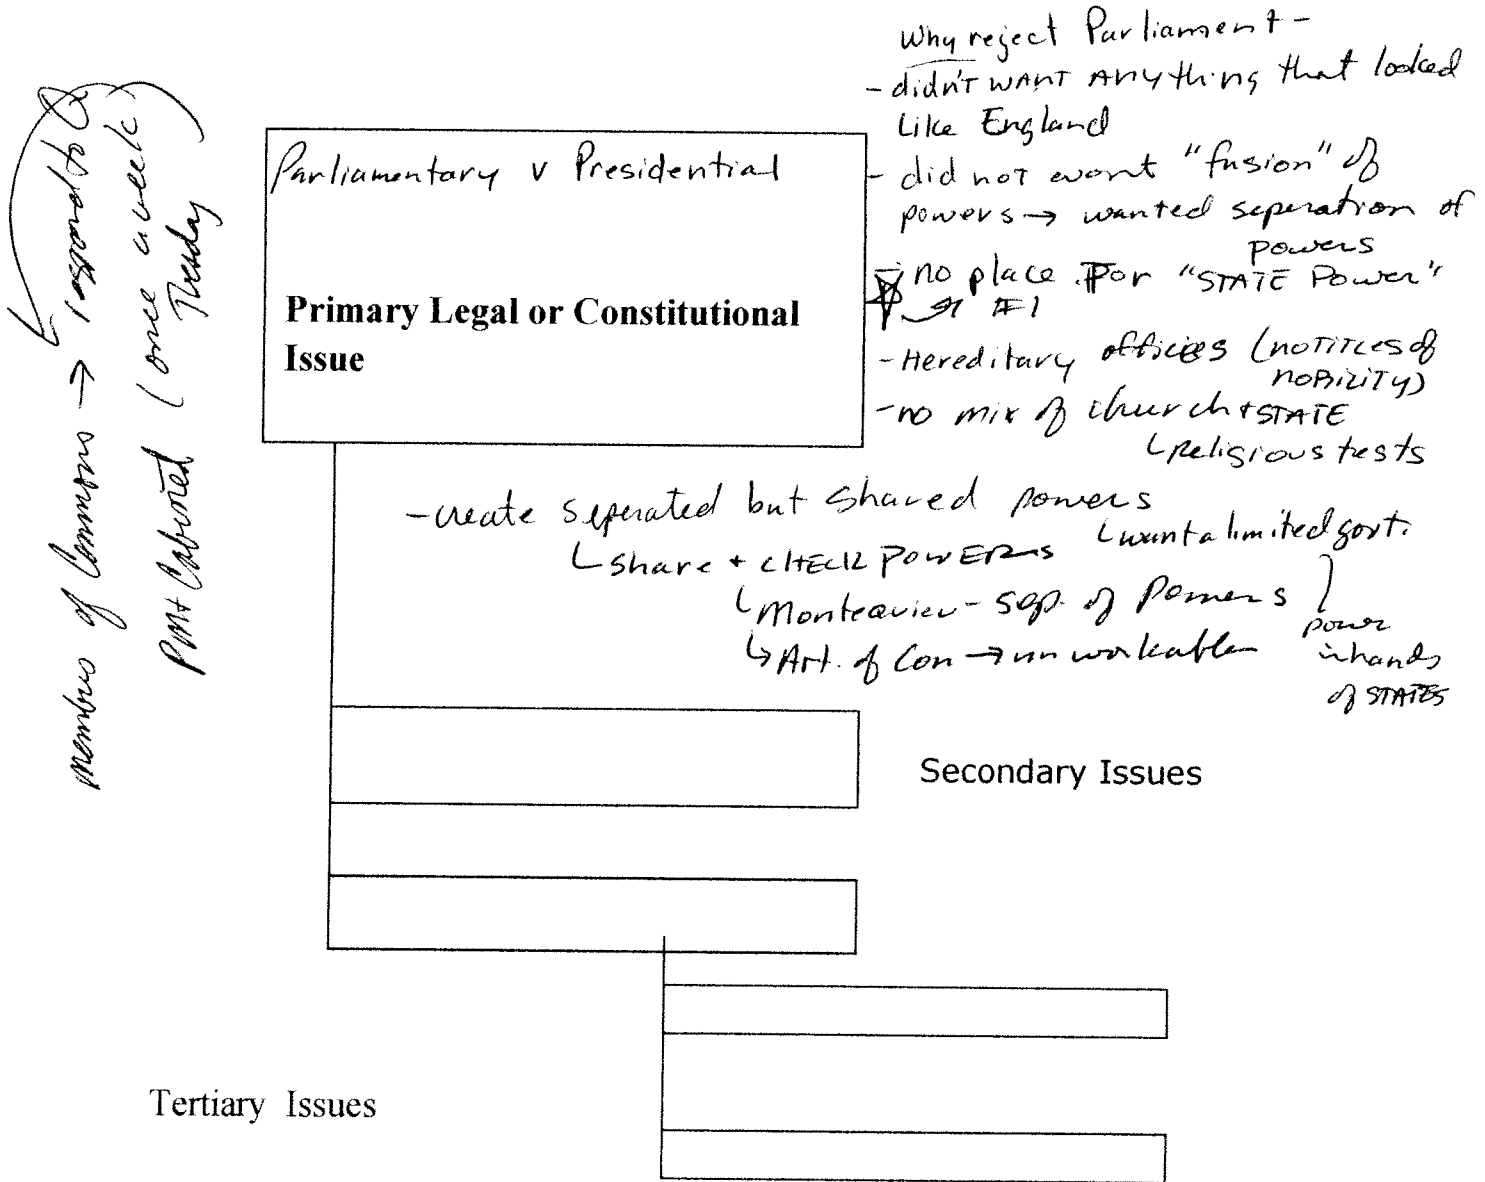 Why reject Parliament -
- didn't WANT ANYthing that looked
Like England
- did not want "fusion" of
powers → wanted seperation of
powers
- no place For "STATE Power"
#1
- Hereditary offices (no TITLES of
NOBILITY)
- no mix of church + STATE
religious tests
Parliamentary v Presidential
Primary Legal or Constitutional
Issue
members of Commons → respond to Q
PM + Cabinet (once a week)
Tuesday
- create seperated but shared powers
want a limited govt.
share + CHECK POWERS
Montesquieu - Sep. of Powers
Art. of Con → unworkable
power
in hands
of STATES
Secondary Issues
Tertiary Issues